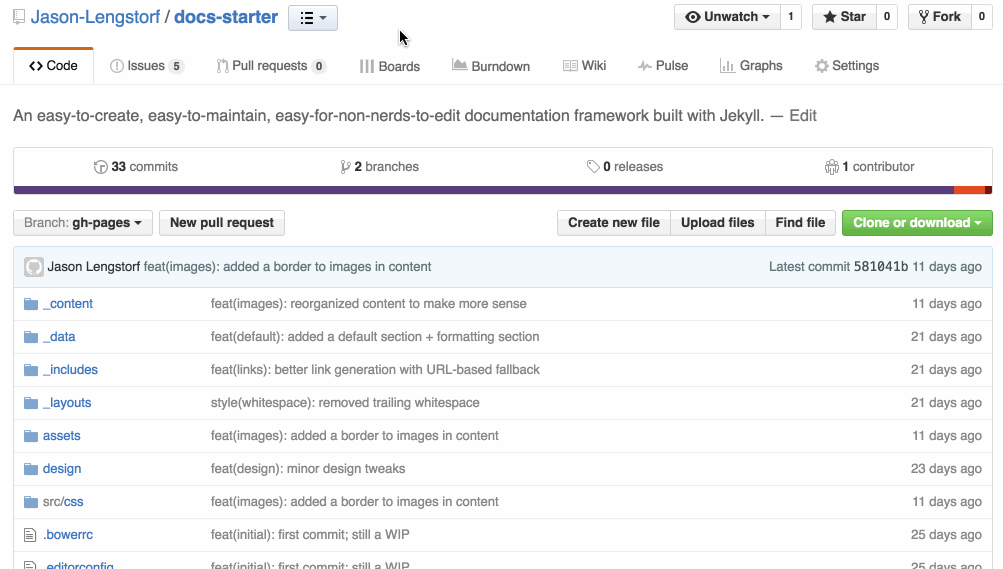 Jason-Lengstorf / docs-starter Unwatch 1 Star 0 Fork 0
Code Issues 5 Pull requests 0 Boards Burndown Wiki Pulse Graphs Settings
An easy-to-create, easy-to-maintain, easy-for-non-nerds-to-edit documentation framework built with Jekyll. — Edit
33 commits 2 branches 0 releases 1 contributor
Branch: gh-pages New pull request Create new file Upload files Find file Clone or download
Jason Lengstorf feat(images): added a border to images in content Latest commit 581041b 11 days ago
_content feat(images): reorganized content to make more sense 11 days ago
_data feat(default): added a default section + formatting section 21 days ago
_includes feat(links): better link generation with URL-based fallback 21 days ago
_layouts style(whitespace): removed trailing whitespace 21 days ago
assets feat(images): added a border to images in content 11 days ago
design feat(design): minor design tweaks 23 days ago
src/css feat(images): added a border to images in content 11 days ago
.bowerrc feat(initial): first commit; still a WIP 25 days ago
.editorconfig feat(initial): first commit; still a WIP 25 days ago